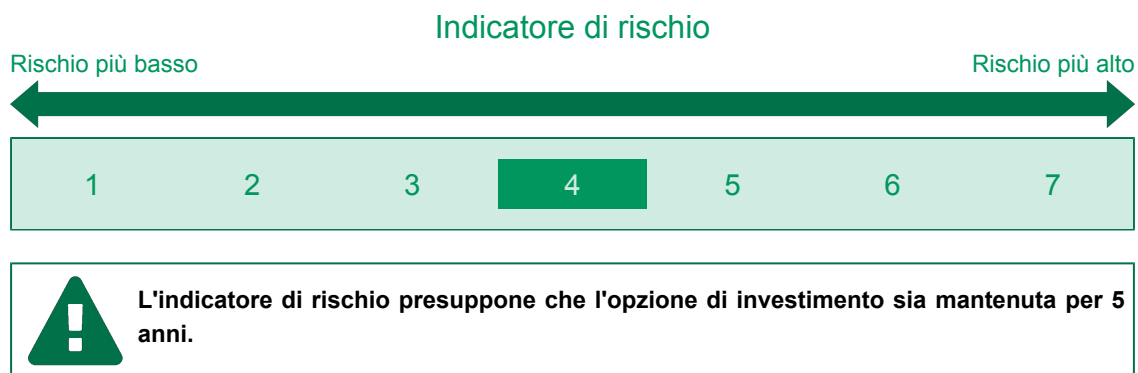 Indicatore di rischio
Rischio più basso Rischio più alto
1 2 3 4 5 6 7
L'indicatore di rischio presuppone che l'opzione di investimento sia mantenuta per 5
anni.